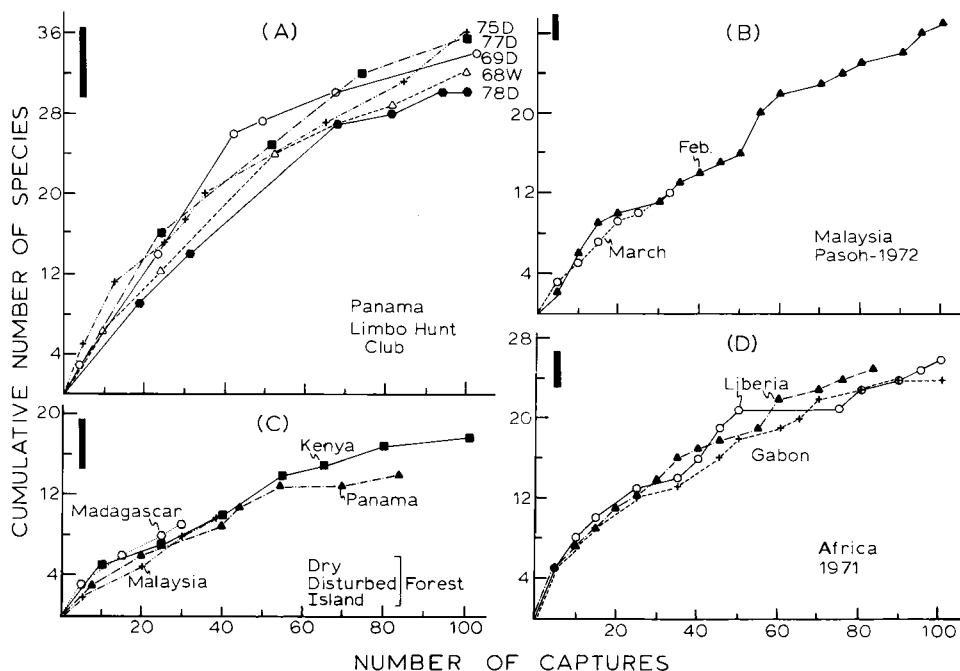 CUMULATIVE NUMBER OF SPECIES
36
28
20
12
4
(A)
75D
77D
69D
68W
78D
Panama
Limbo Hunt
Club
(B)
28
20
12
4
Feb.
March
Malaysia
Pasoh-1972
20
12
4
(C)
Kenya
Panama
Madagascar
Malaysia
Dry
Disturbed Forest
Island
0
20
40
60
80
100
28
20
12
4
(D)
Liberia
Gabon
Africa
1971
0
20
40
60
80
100
NUMBER OF CAPTURES